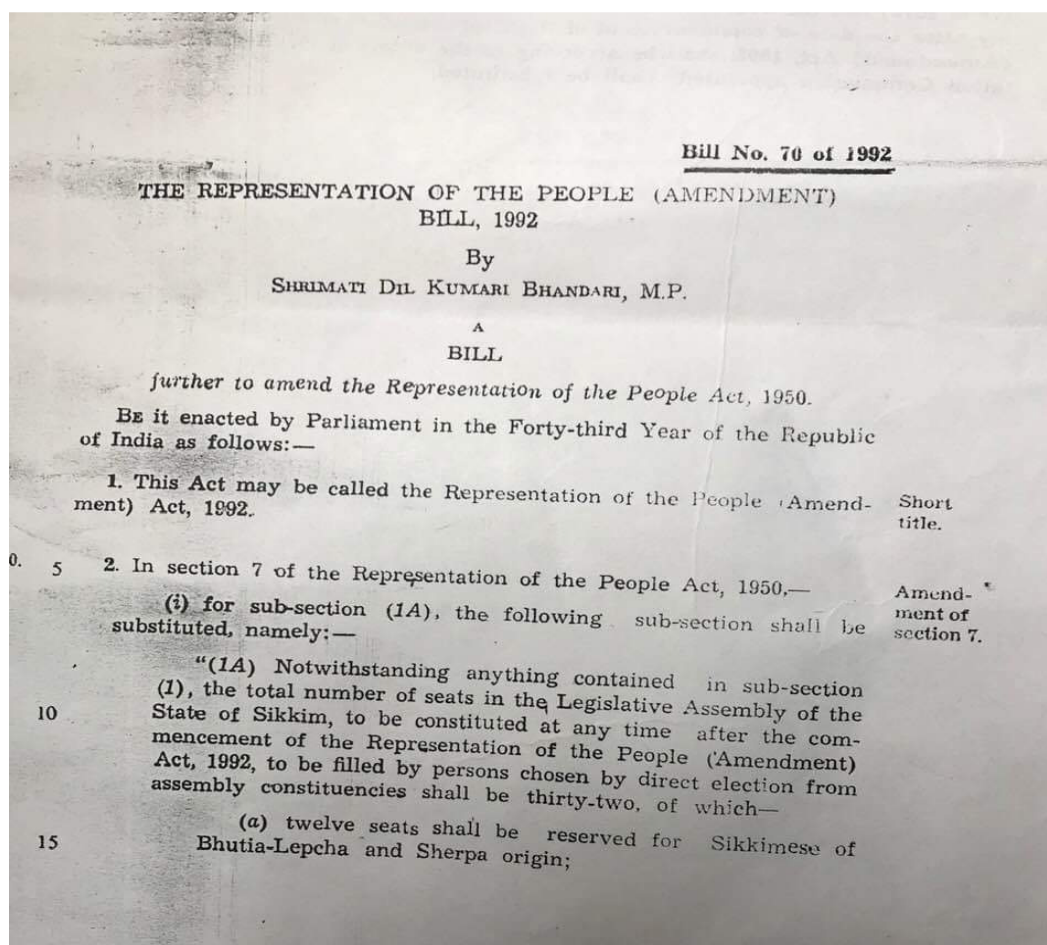 Bill No. 70 of 1992
THE REPRESENTATION OF THE PEOPLE (AMENDMENT)
BILL, 1992
By
SHRIMATI DIL KUMARI BHANDARI, M.P.
A
BILL
further to amend the Representation of the People Act, 1950.
BE it enacted by Parliament in the Forty-third Year of the Republic
of India as follows:—
1. This Act may be called the Representation of the People (Amend-
ment) Act, 1992.
Short
title.
0. 5 2. In section 7 of the Representation of the People Act, 1950,—
(i) for sub-section (1A), the following sub-section shall be
substituted, namely:—
Amend-
ment of
section 7.
"(1A) Notwithstanding anything contained in sub-section
(1), the total number of seats in the Legislative Assembly of the
10 State of Sikkim, to be constituted at any time after the com-
mencement of the Representation of the People (Amendment)
Act, 1992, to be filled by persons chosen by direct election from
assembly constituencies shall be thirty-two, of which—
(a) twelve seats shall be reserved for Sikkimese of
15 Bhutia-Lepcha and Sherpa origin;